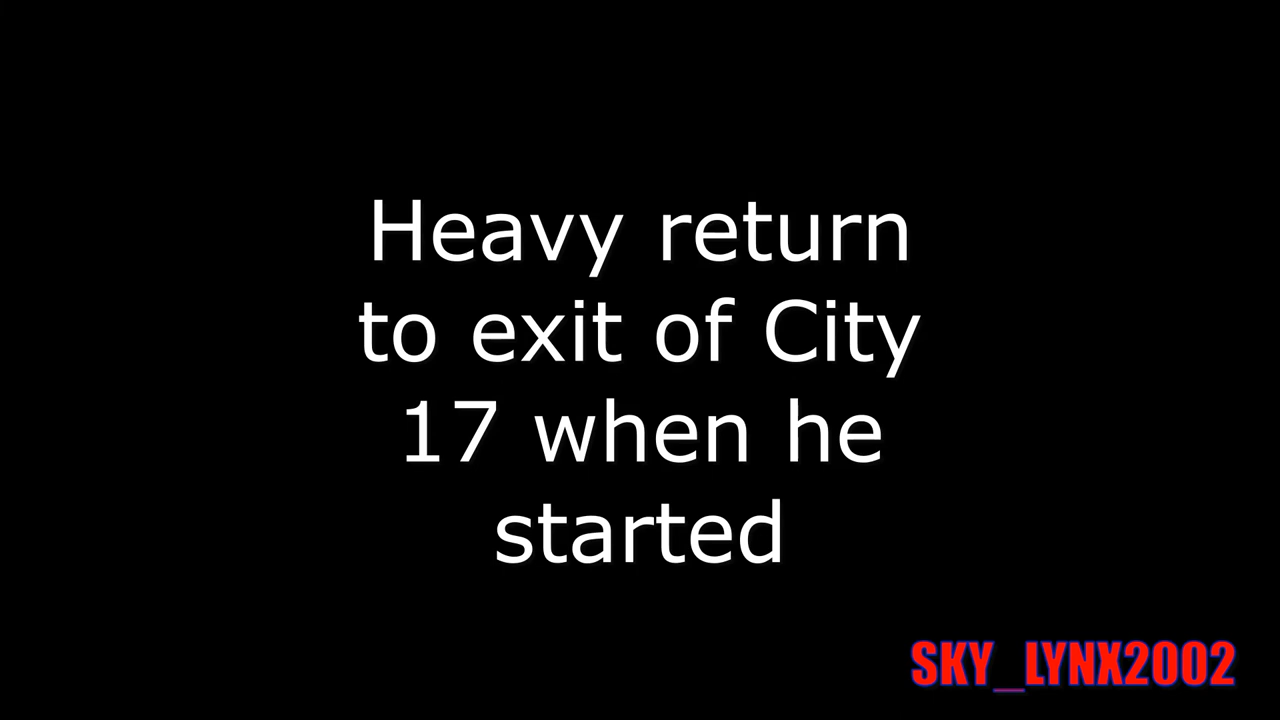 Heavy return
to exit of City
17 when he
started
SKY_LYNX2002